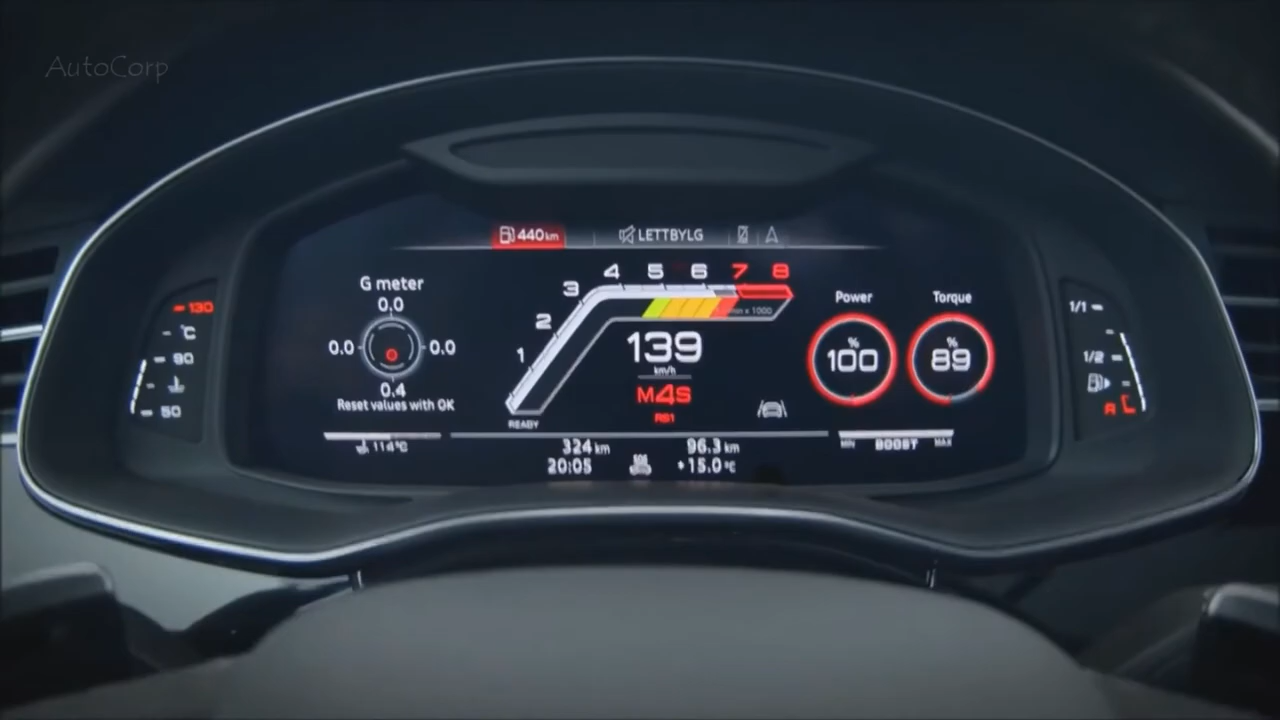 AutoCorp
440 km
LETTBYLG
G meter
0.0
0.0
0.0
0.4
Reset values with OK
130
°C
90
50
1
2
3
4
5
6
7
8
x 1000
139
km/h
M4S
RS1
READY
Power
%
100
Torque
%
89
1/1
1/2
R
114°C
324 km
96.3 km
20:05
SOS
+15.0 °C
MIN BOOST MAX